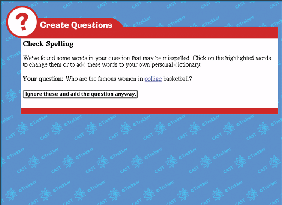 ?
Create Questions
Check Spelling
We've found some words in your question that may be misspelled. Click on the highlighted words
to change them or to add these words to your own personal dictionary.
Your question: Who are the famous women in collage basketball?
Ignore these and add the question anyway.